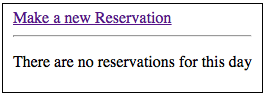 Make a new Reservation
There are no reservations for this day